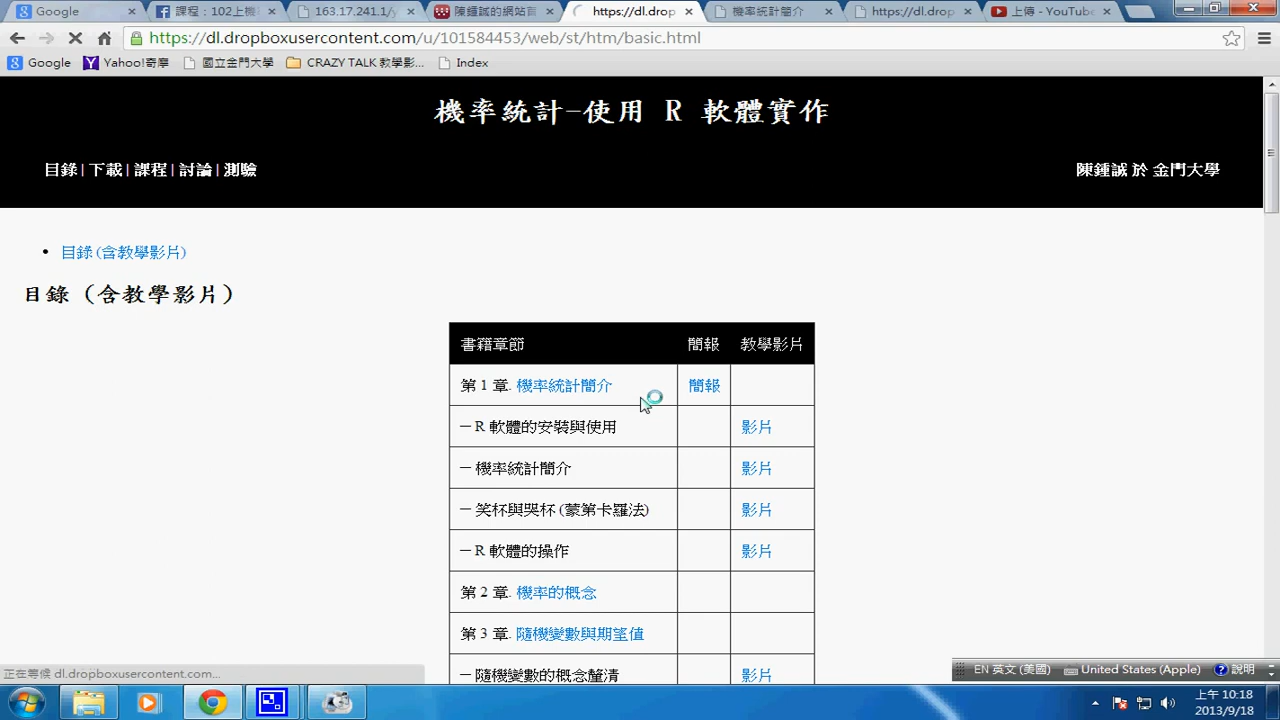 Google
課程：102上機
163.17.241.1/y
陳鍾誠的網站首
https://dl.drop
機率統計簡介
https://dl.drop
上傳 - YouTube
https://dl.dropboxusercontent.com/u/101584453/web/st/htm/basic.html
Google Yahoo!奇摩 國立金門大學 CRAZY TALK 教學影... Index
機率統計-使用 R 軟體實作
目錄 | 下載 | 課程 | 討論 | 測驗
陳鍾誠 於 金門大學
目錄 (含教學影片)
目錄 (含教學影片)
書籍章節 簡報 教學影片
第 1 章. 機率統計簡介 簡報
－ R 軟體的安裝與使用 影片
－ 機率統計簡介 影片
－ 笑杯與哭杯 (蒙第卡羅法) 影片
－ R 軟體的操作 影片
第 2 章. 機率的概念
第 3 章. 隨機變數與期望值
－ 隨機變數的概念釐清 影片
正在等候 dl.dropboxusercontent.com...
EN 英文 (美國) United States (Apple) 說明
上午 10:18
2013/9/18